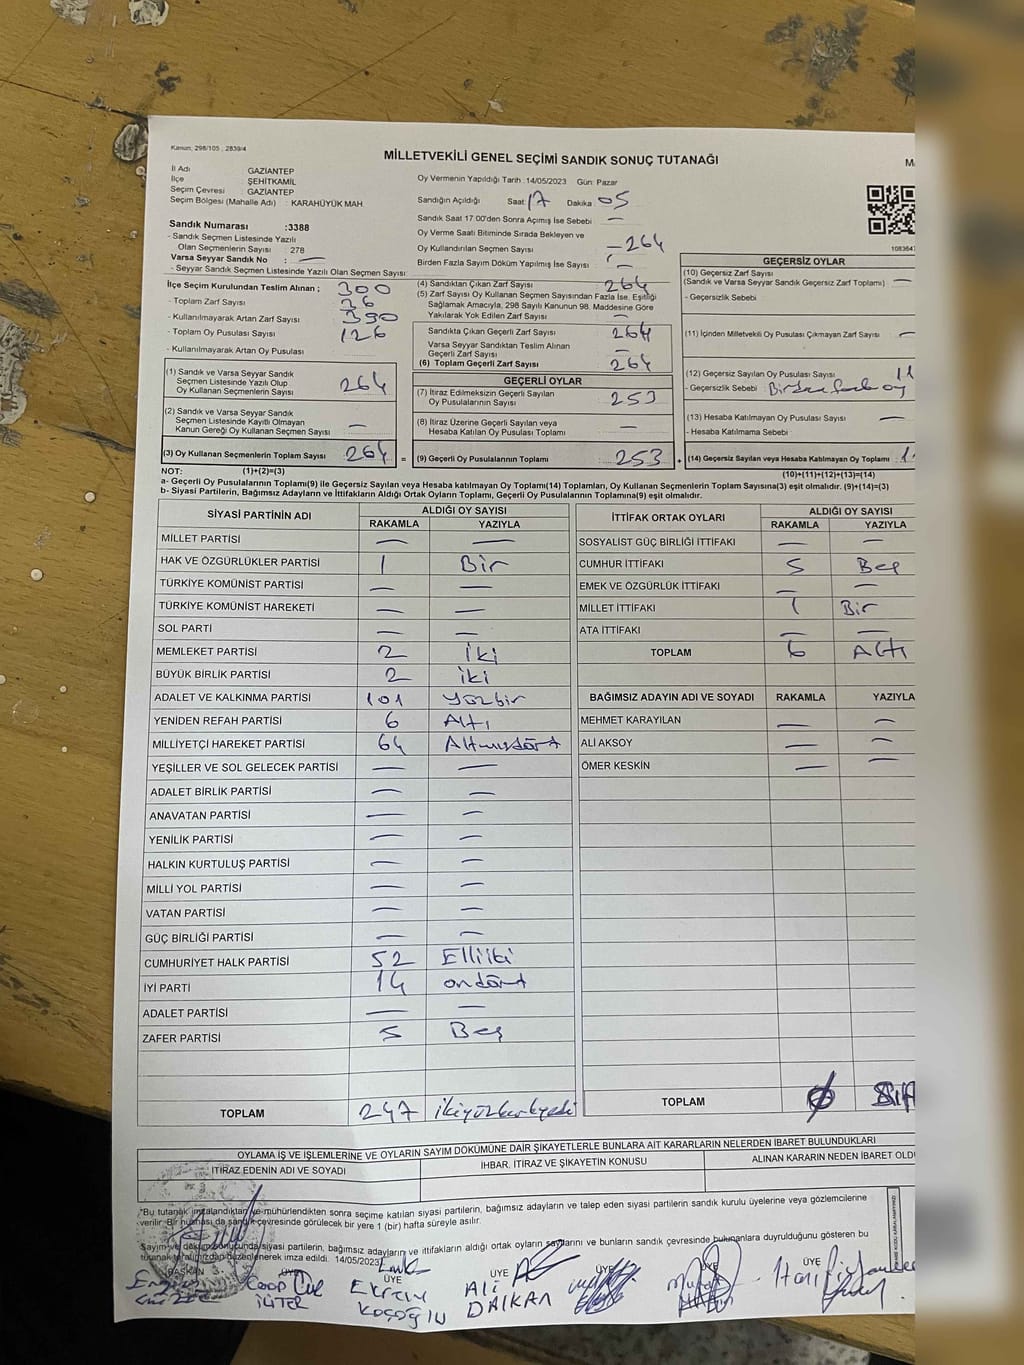 Kanun; 298/105 ; 2839/4
MİLLETVEKİLİ GENEL SEÇİMİ SANDIK SONUÇ TUTANAĞI
İl Adı GAZİANTEP
İlçe ŞEHİTKAMİL
Seçim Çevresi : GAZİANTEP
Seçim Bölgesi (Mahalle Adı) : KARAHÜYÜK MAH.
Sandık Numarası :3388
- Sandık Seçmen Listesinde Yazılı
Olan Seçmenlerin Sayısı : 278
Varsa Seyyar Sandık No : —
- Seyyar Sandık Seçmen Listesinde Yazılı Olan Seçmen Sayısı
İlçe Seçim Kurulundan Teslim Alınan ; 300
- Toplam Zarf Sayısı 36
- Kullanılmayarak Artan Zarf Sayısı 390
- Toplam Oy Pusulası Sayısı 126
- Kullanılmayarak Artan Oy Pusulası
Oy Vermenin Yapıldığı Tarih :14/05/2023 Gün: Pazar
Sandığın Açıldığı Saat 17 Dakika 05
Sandık Saat 17:00'den Sonra Açımış İse Sebebi —
Oy Verme Saati Bitiminde Sırada Bekleyen ve
Oy Kullandırılan Seçmen Sayısı — 264
Birden Fazla Sayım Döküm Yapılmış İse Sayısı —
(4) Sandıktan Çıkan Zarf Sayısı 264
(5) Zarf Sayısı Oy Kullanan Seçmen Sayısından Fazla İse, Eşitliği
Sağlamak Amacıyla, 298 Sayılı Kanunun 98. Maddesine Göre
Yakılarak Yok Edilen Zarf Sayısı —
Sandıkta Çıkan Geçerli Zarf Sayısı 264
Varsa Seyyar Sandıktan Teslim Alınan
Geçerli Zarf Sayısı —
(6) Toplam Geçerli Zarf Sayısı 264
108364
GEÇERSİZ OYLAR
(10) Geçersiz Zarf Sayısı
(Sandık ve Varsa Seyyar Sandık Geçersiz Zarf Toplamı) —
- Geçersizlik Sebebi
(11) İçinden Milletvekili Oy Pusulası Çıkmayan Zarf Sayısı —
(12) Geçersiz Sayılan Oy Pusulası Sayısı 11
- Geçersizlik Sebebi Birden fazla oy
(13) Hesaba Katılmayan Oy Pusulası Sayısı —
- Hesaba Katılmama Sebebi
(14) Geçersiz Sayılan veya Hesaba Katılmayan Oy Toplamı
(10)+(11)+(12)+(13)=(14)
(1) Sandık ve Varsa Seyyar Sandık
Seçmen Listesinde Yazılı Olup
Oy Kullanan Seçmenlerin Sayısı 264
(2) Sandık ve Varsa Seyyar Sandık
Seçmen Listesinde Kayıtlı Olmayan
Kanun Gereği Oy Kullanan Seçmen Sayısı —
(3) Oy Kullanan Seçmenlerin Toplam Sayısı 264 =
GEÇERLİ OYLAR
(7) İtiraz Edilmeksizin Geçerli Sayılan
Oy Pusulalarının Sayısı 253
(8) İtiraz Üzerine Geçerli Sayılan veya
Hesaba Katılan Oy Pusulası Toplamı —
(9) Geçerli Oy Pusulalarının Toplamı 253 +
NOT: (1)+(2)=(3)
a- Geçerli Oy Pusulalarının Toplamı(9) ile Geçersiz Sayılan veya Hesaba katılmayan Oy Toplamı(14) Toplamları, Oy Kullanan Seçmenlerin Toplam Oy Sayısına(3) eşit olmalıdır. (9)+(14)=(3)
b- Siyasi Partilerin, Bağımsız Adayların ve İttifakların Aldığı Ortak Oyların Toplamı, Geçerli Oy Pusulalarının Toplamına(9) eşit olmalıdır.
SİYASİ PARTİNİN ADI ALDIĞI OY SAYISI
RAKAMLA YAZIYLA
MİLLET PARTİSİ — —
HAK VE ÖZGÜRLÜKLER PARTİSİ 1 Bir
TÜRKİYE KOMÜNİST PARTİSİ — —
TÜRKİYE KOMÜNİST HAREKETİ — —
SOL PARTİ — —
MEMLEKET PARTİSİ 2 iki
BÜYÜK BİRLİK PARTİSİ 2 iki
ADALET VE KALKINMA PARTİSİ 101 yüzbir
YENİDEN REFAH PARTİSİ 6 Altı
MİLLİYETÇİ HAREKET PARTİSİ 64 Altmışdört
YEŞİLLER VE SOL GELECEK PARTİSİ — —
ADALET BİRLİK PARTİSİ — —
ANAVATAN PARTİSİ — —
YENİLİK PARTİSİ — —
HALKIN KURTULUŞ PARTİSİ — —
MİLLİ YOL PARTİSİ — —
VATAN PARTİSİ — —
GÜÇ BİRLİĞİ PARTİSİ — —
CUMHURİYET HALK PARTİSİ 52 Elliiki
İYİ PARTİ 14 ondört
ADALET PARTİSİ — —
ZAFER PARTİSİ 5 Beş
TOPLAM 247 ikiyüzkırkyedi
İTTİFAK ORTAK OYLARI ALDIĞI OY SAYISI
RAKAMLA YAZIYLA
SOSYALİST GÜÇ BİRLİĞİ İTTİFAKI — —
CUMHUR İTTİFAKI 5 Beş
EMEK VE ÖZGÜRLÜK İTTİFAKI — —
MİLLET İTTİFAKI 1 Bir
ATA İTTİFAKI — —
TOPLAM 6 Altı
BAĞIMSIZ ADAYIN ADI VE SOYADI RAKAMLA YAZIYLA
MEHMET KARAYILAN — —
ALİ AKSOY — —
ÖMER KESKİN — —
TOPLAM
OYLAMA İŞ VE İŞLEMLERİNE VE OYLARIN SAYIM DÖKÜMÜNE DAİR ŞİKAYETLERLE BUNLARA AİT KARARLARIN NELERDEN İBARET BULUNDUKLARI
İTİRAZ EDENİN ADI VE SOYADI İHBAR, İTİRAZ VE ŞİKAYETİN KONUSU ALINAN KARARIN NEDEN İBARET OLDU
"Bu tutanak imzalandıktan ve mühürlendikten sonra seçime katılan siyasi partilerin, bağımsız adayların ve talep eden siyasi partilerin sandık kurulu üyelerine veya gözlemcilerine
verilir. Bir nüshası da sandık çevresinde görülecek bir yere 1 (bir) hafta süreyle asılır.
Sayım ve döküm sonucunda siyasi partilerin, bağımsız adayların ve ittifakların aldığı ortak oyların sayılarını ve bunların sandık çevresinde bulunanlara duyrulduğunu gösteren bu
tutanak tarafımızdan düzenlenerek imza edildi. 14/05/2023
BAŞKAN ÜYE ÜYE ÜYE ÜYE ÜYE
Ekrem Koçoğlu
Ali DAİKAN